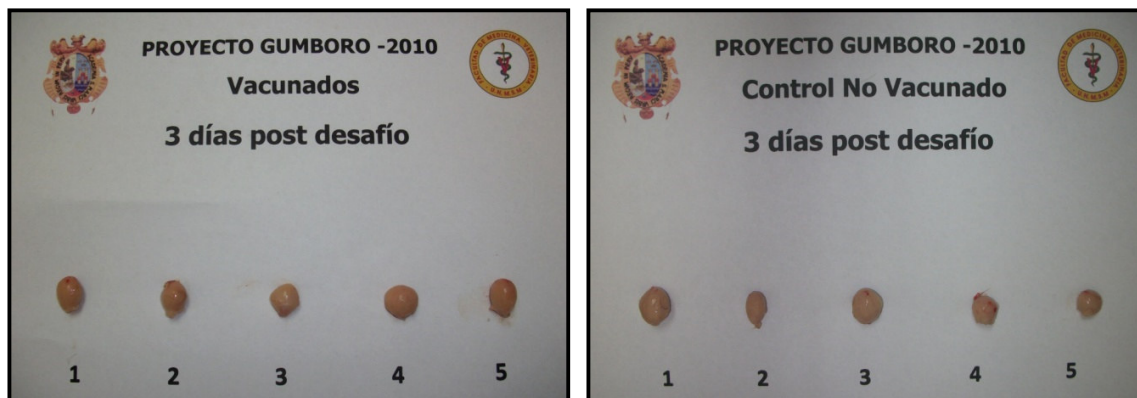 PROYECTO GUMBORO -2010
Vacunados
3 días post desafío
1 2 3 4 5
PROYECTO GUMBORO -2010
Control No Vacunado
3 días post desafío
1 2 3 4 5